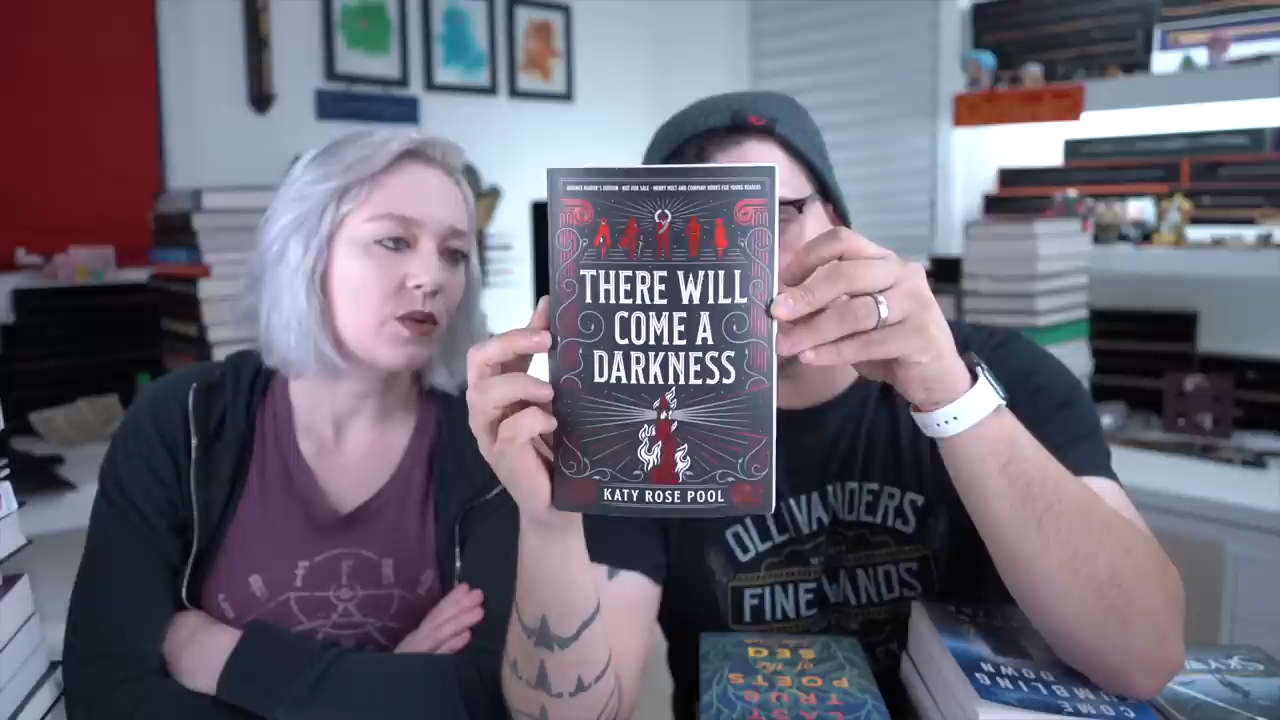 ADVANCE READER'S EDITION · NOT FOR SALE · HENRY HOLT AND COMPANY BOOKS FOR YOUNG READERS
THERE WILL
COME A
DARKNESS
KATY ROSE POOL
OLLIVANDERS
FINE WANDS
LAST
TRUE
POETS
of the
SEA
COME
TUMBLING
DOWN
SKYW